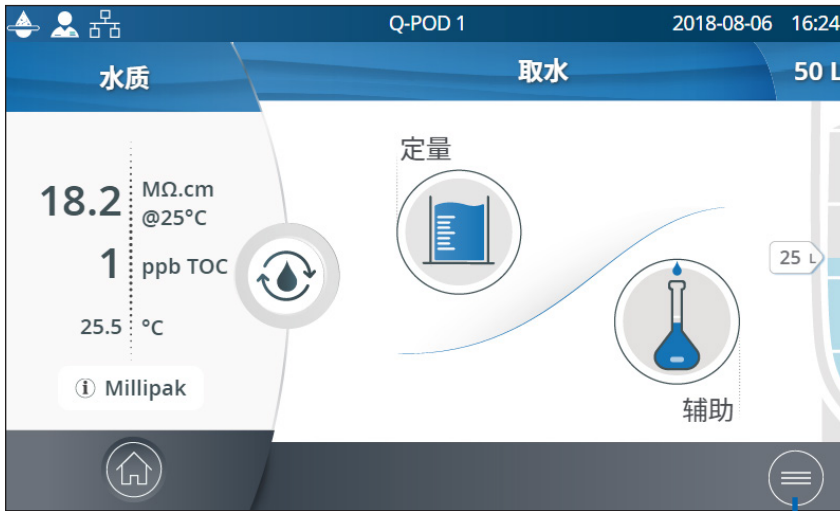 Q-POD 1
2018-08-06 16:24
水质
取水
50 L
18.2 MΩ.cm @25°C
1 ppb TOC
25.5 °C
Millipak
定量
25 L
辅助